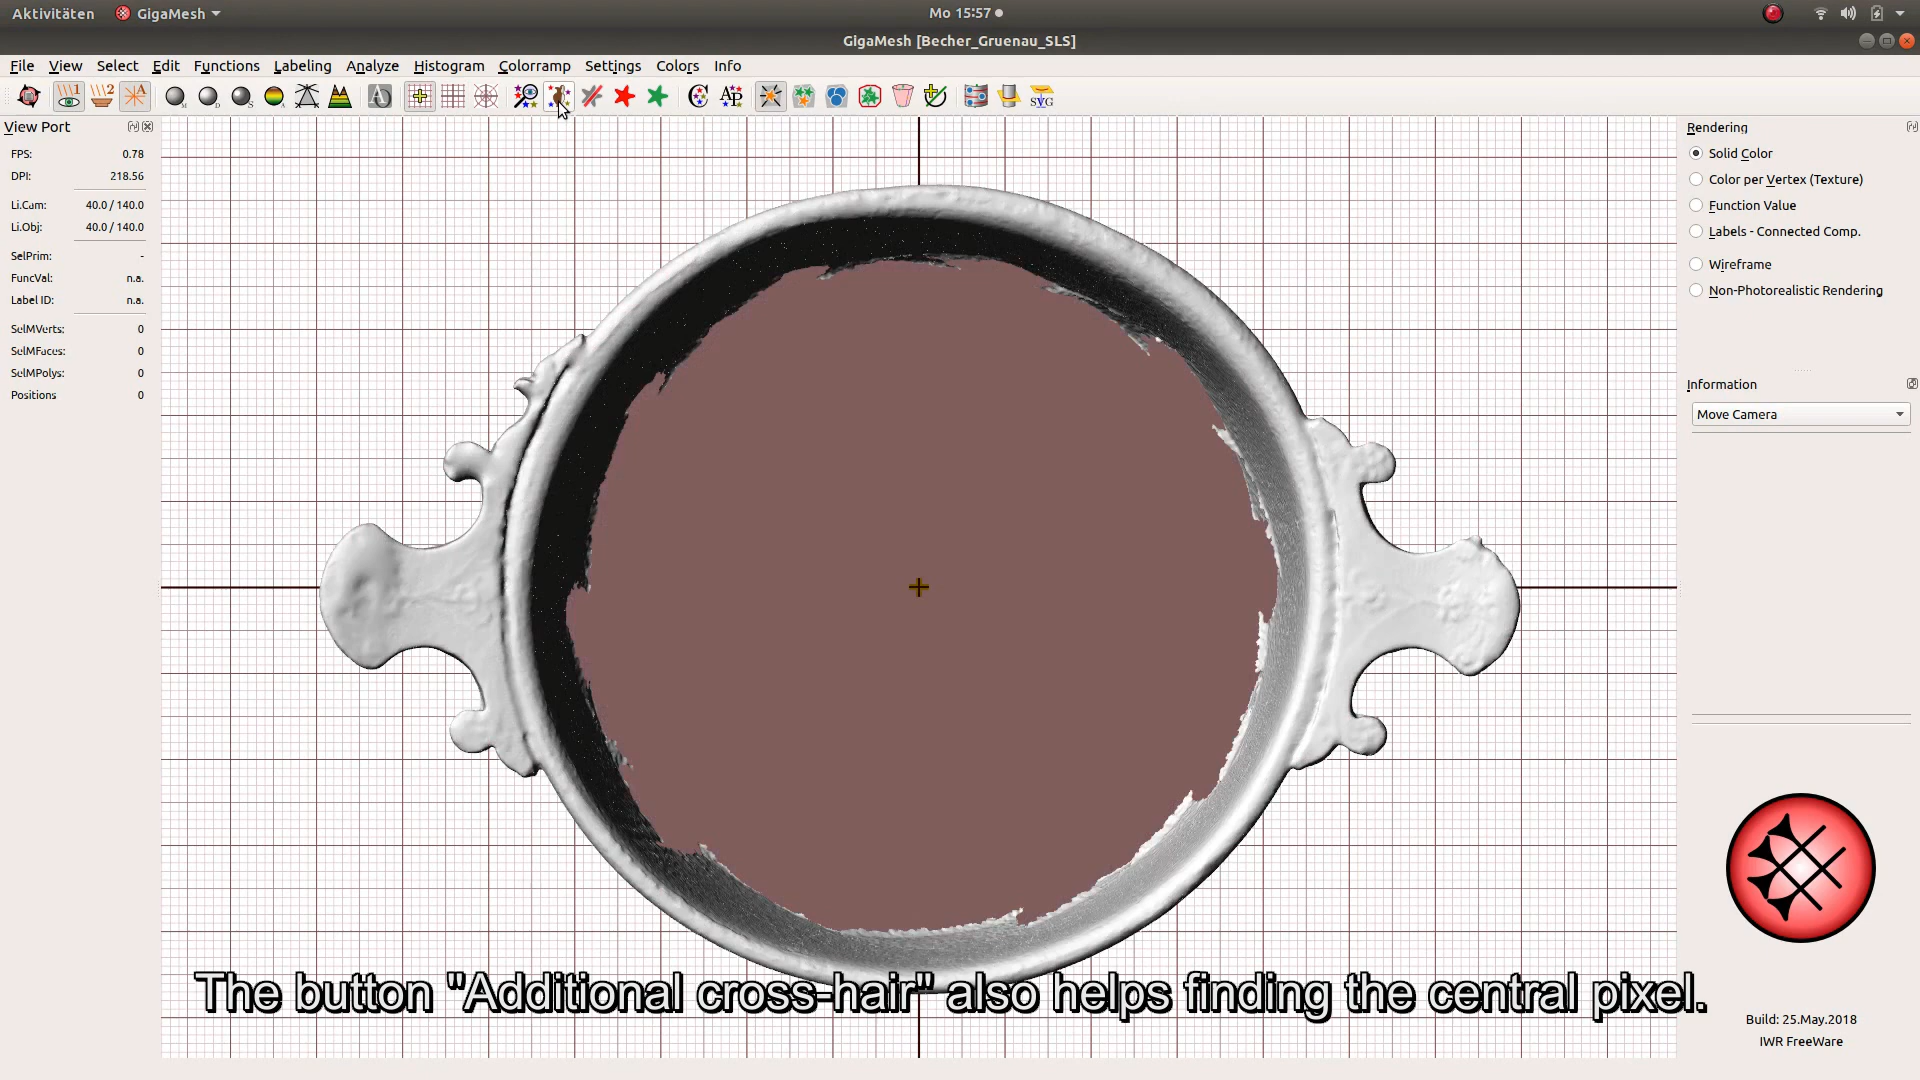 Aktivitäten GigaMesh Mo 15:57
GigaMesh [Becher_Gruenau_SLS]
File View Select Edit Functions Labeling Analyze Histogram Colorramp Settings Colors Info
1 2 A M D S A A AP SVG
View Port
FPS: 0.78
DPI: 218.56
Li.Cam: 40.0 / 140.0
Li.Obj: 40.0 / 140.0
SelPrim: -
FuncVal: n.a.
Label ID: n.a.
SelMVerts: 0
SelMFaces: 0
SelMPolys: 0
Positions 0
Rendering
Solid Color
Color per Vertex (Texture)
Function Value
Labels - Connected Comp.
Wireframe
Non-Photorealistic Rendering
Information
Move Camera
The button "Additional cross-hair" also helps finding the central pixel.
Build: 25.May.2018
IWR FreeWare